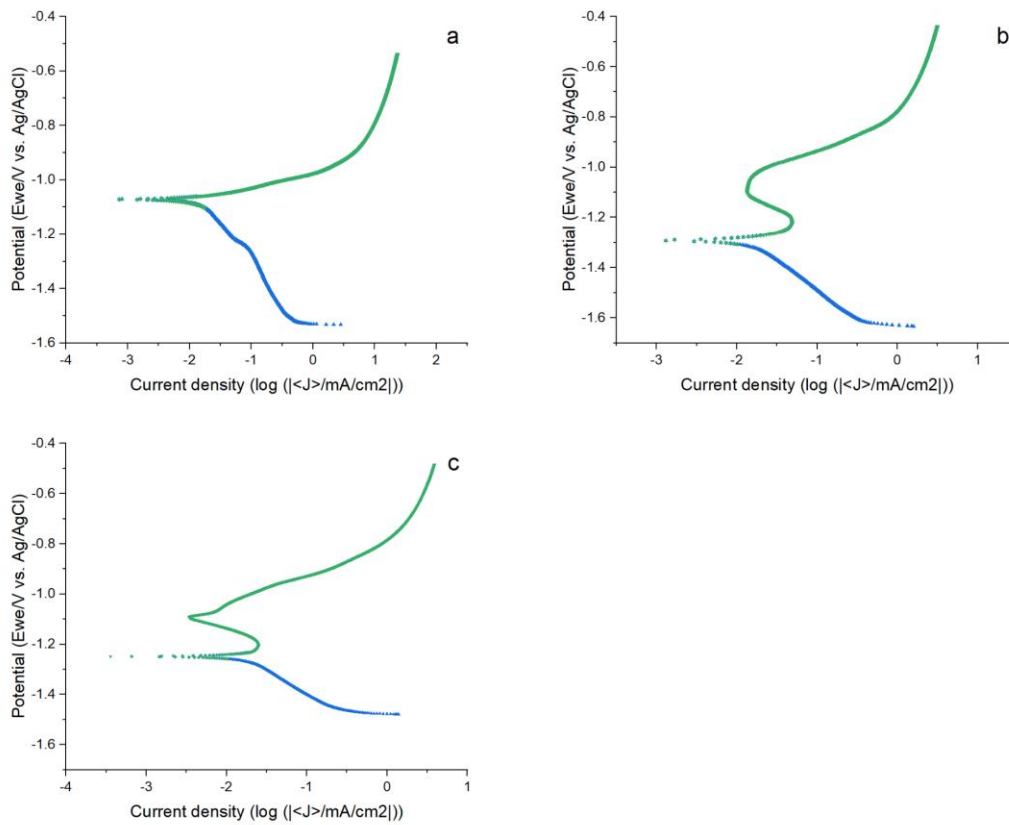 a
-0.4
-0.6
-0.8
-1.0
-1.2
-1.4
-1.6
Potential (Ewe/V vs. Ag/AgCl)
-4 -3 -2 -1 0 1 2
Current density (log (|<J>/mA/cm2|))
b
-0.4
-0.6
-0.8
-1.0
-1.2
-1.4
-1.6
Potential (Ewe/V vs. Ag/AgCl)
-3 -2 -1 0 1
Current density (log (|<J>/mA/cm2|))
c
-0.4
-0.6
-0.8
-1.0
-1.2
-1.4
-1.6
Potential (Ewe/V vs. Ag/AgCl)
-4 -3 -2 -1 0 1
Current density (log (|<J>/mA/cm2|))